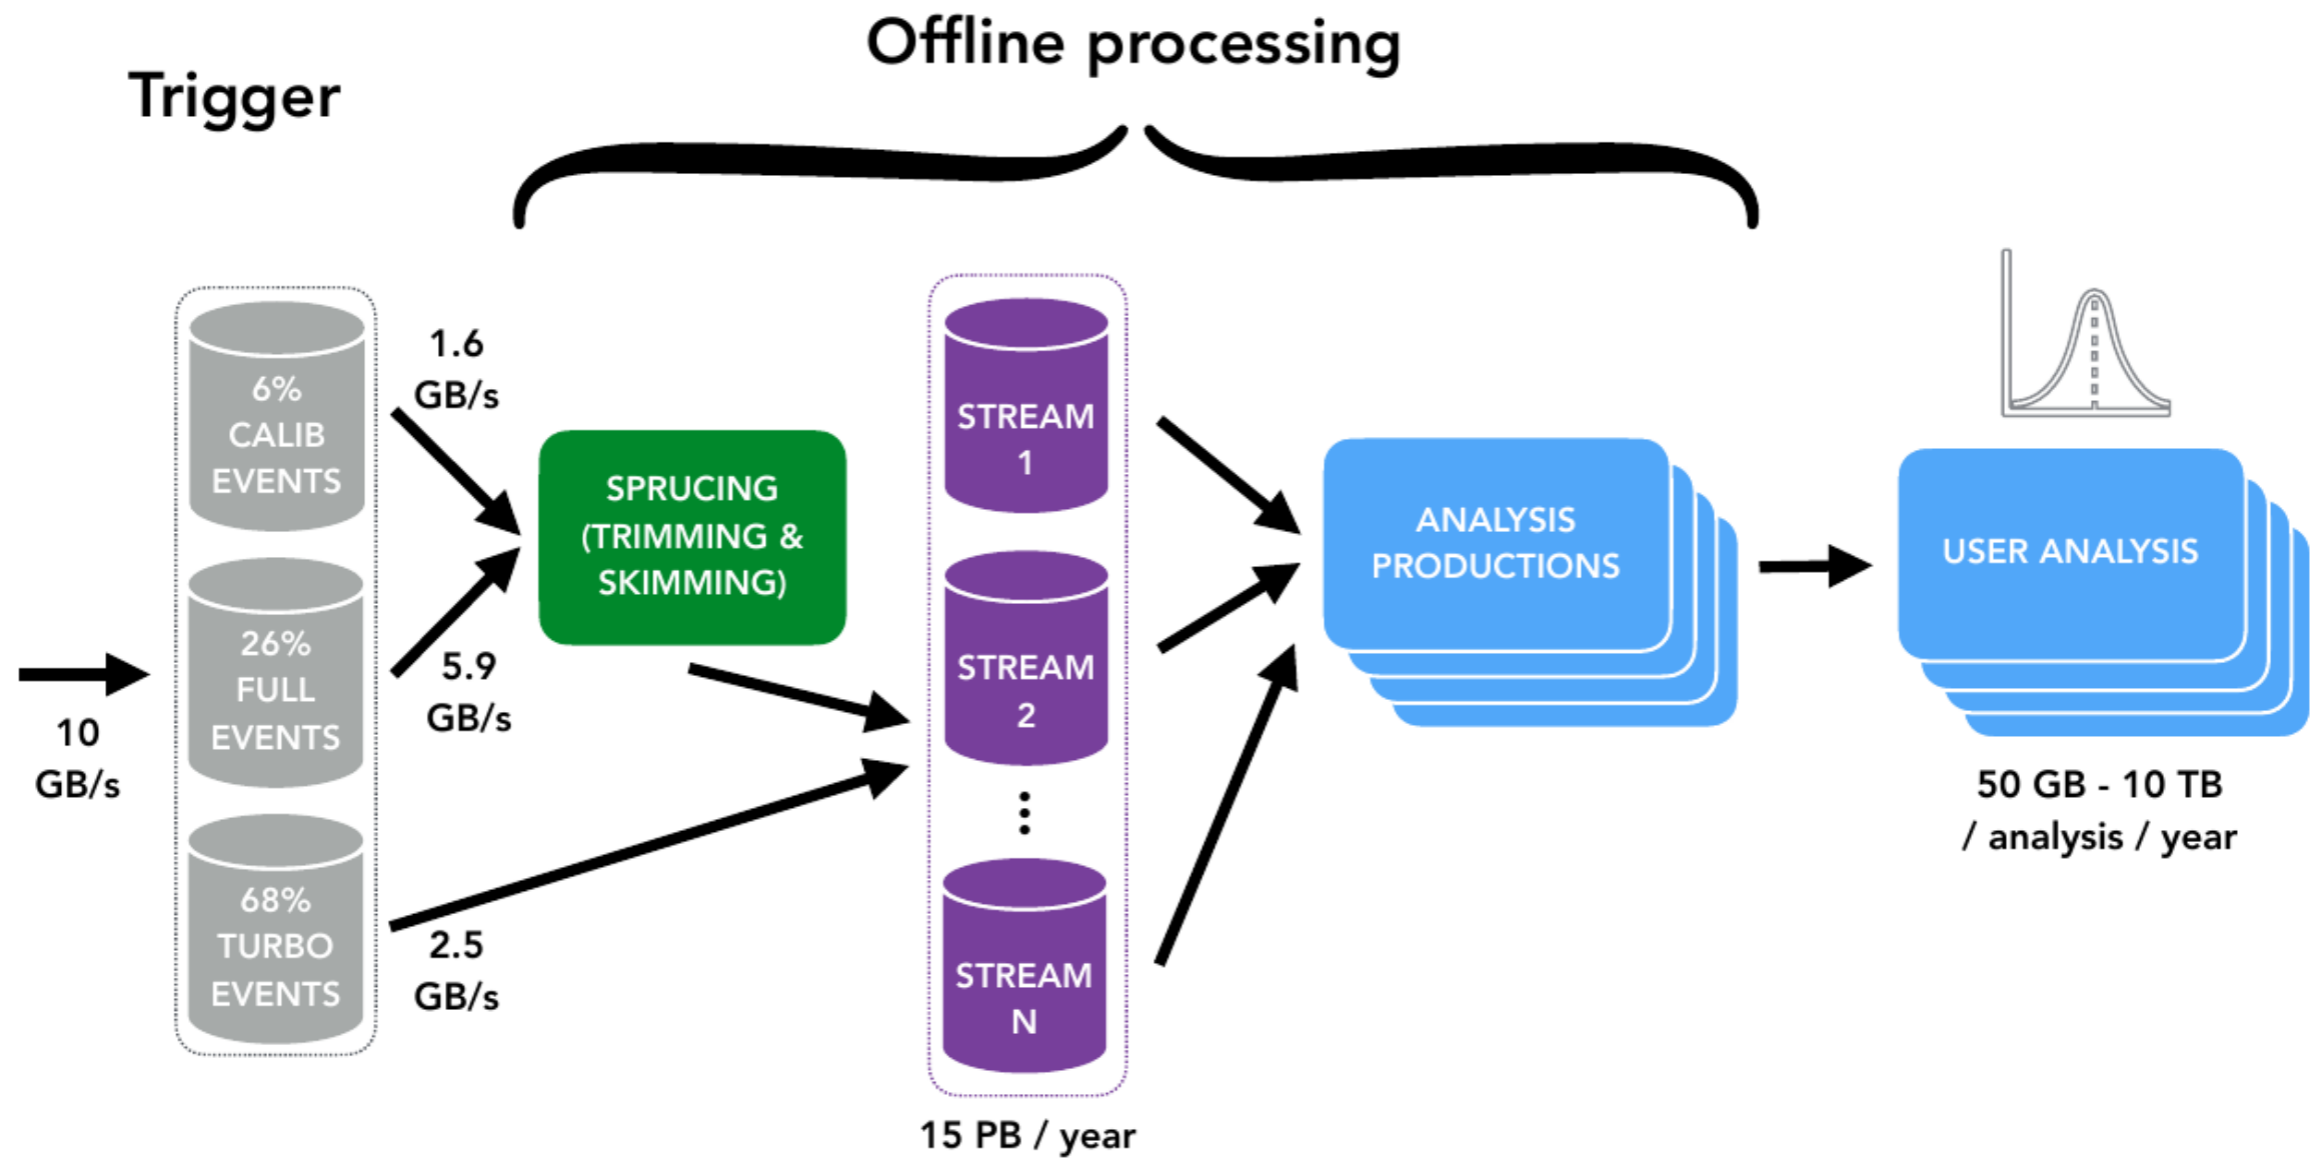 Offline processing
Trigger
6%
CALIB
EVENTS
1.6
GB/s
26%
FULL
EVENTS
5.9
GB/s
10
GB/s
68%
TURBO
EVENTS
2.5
GB/s
SPRUCING
(TRIMMING &
SKIMMING)
STREAM
1
STREAM
2
STREAM
N
15 PB / year
ANALYSIS
PRODUCTIONS
USER ANALYSIS
50 GB - 10 TB
/ analysis / year